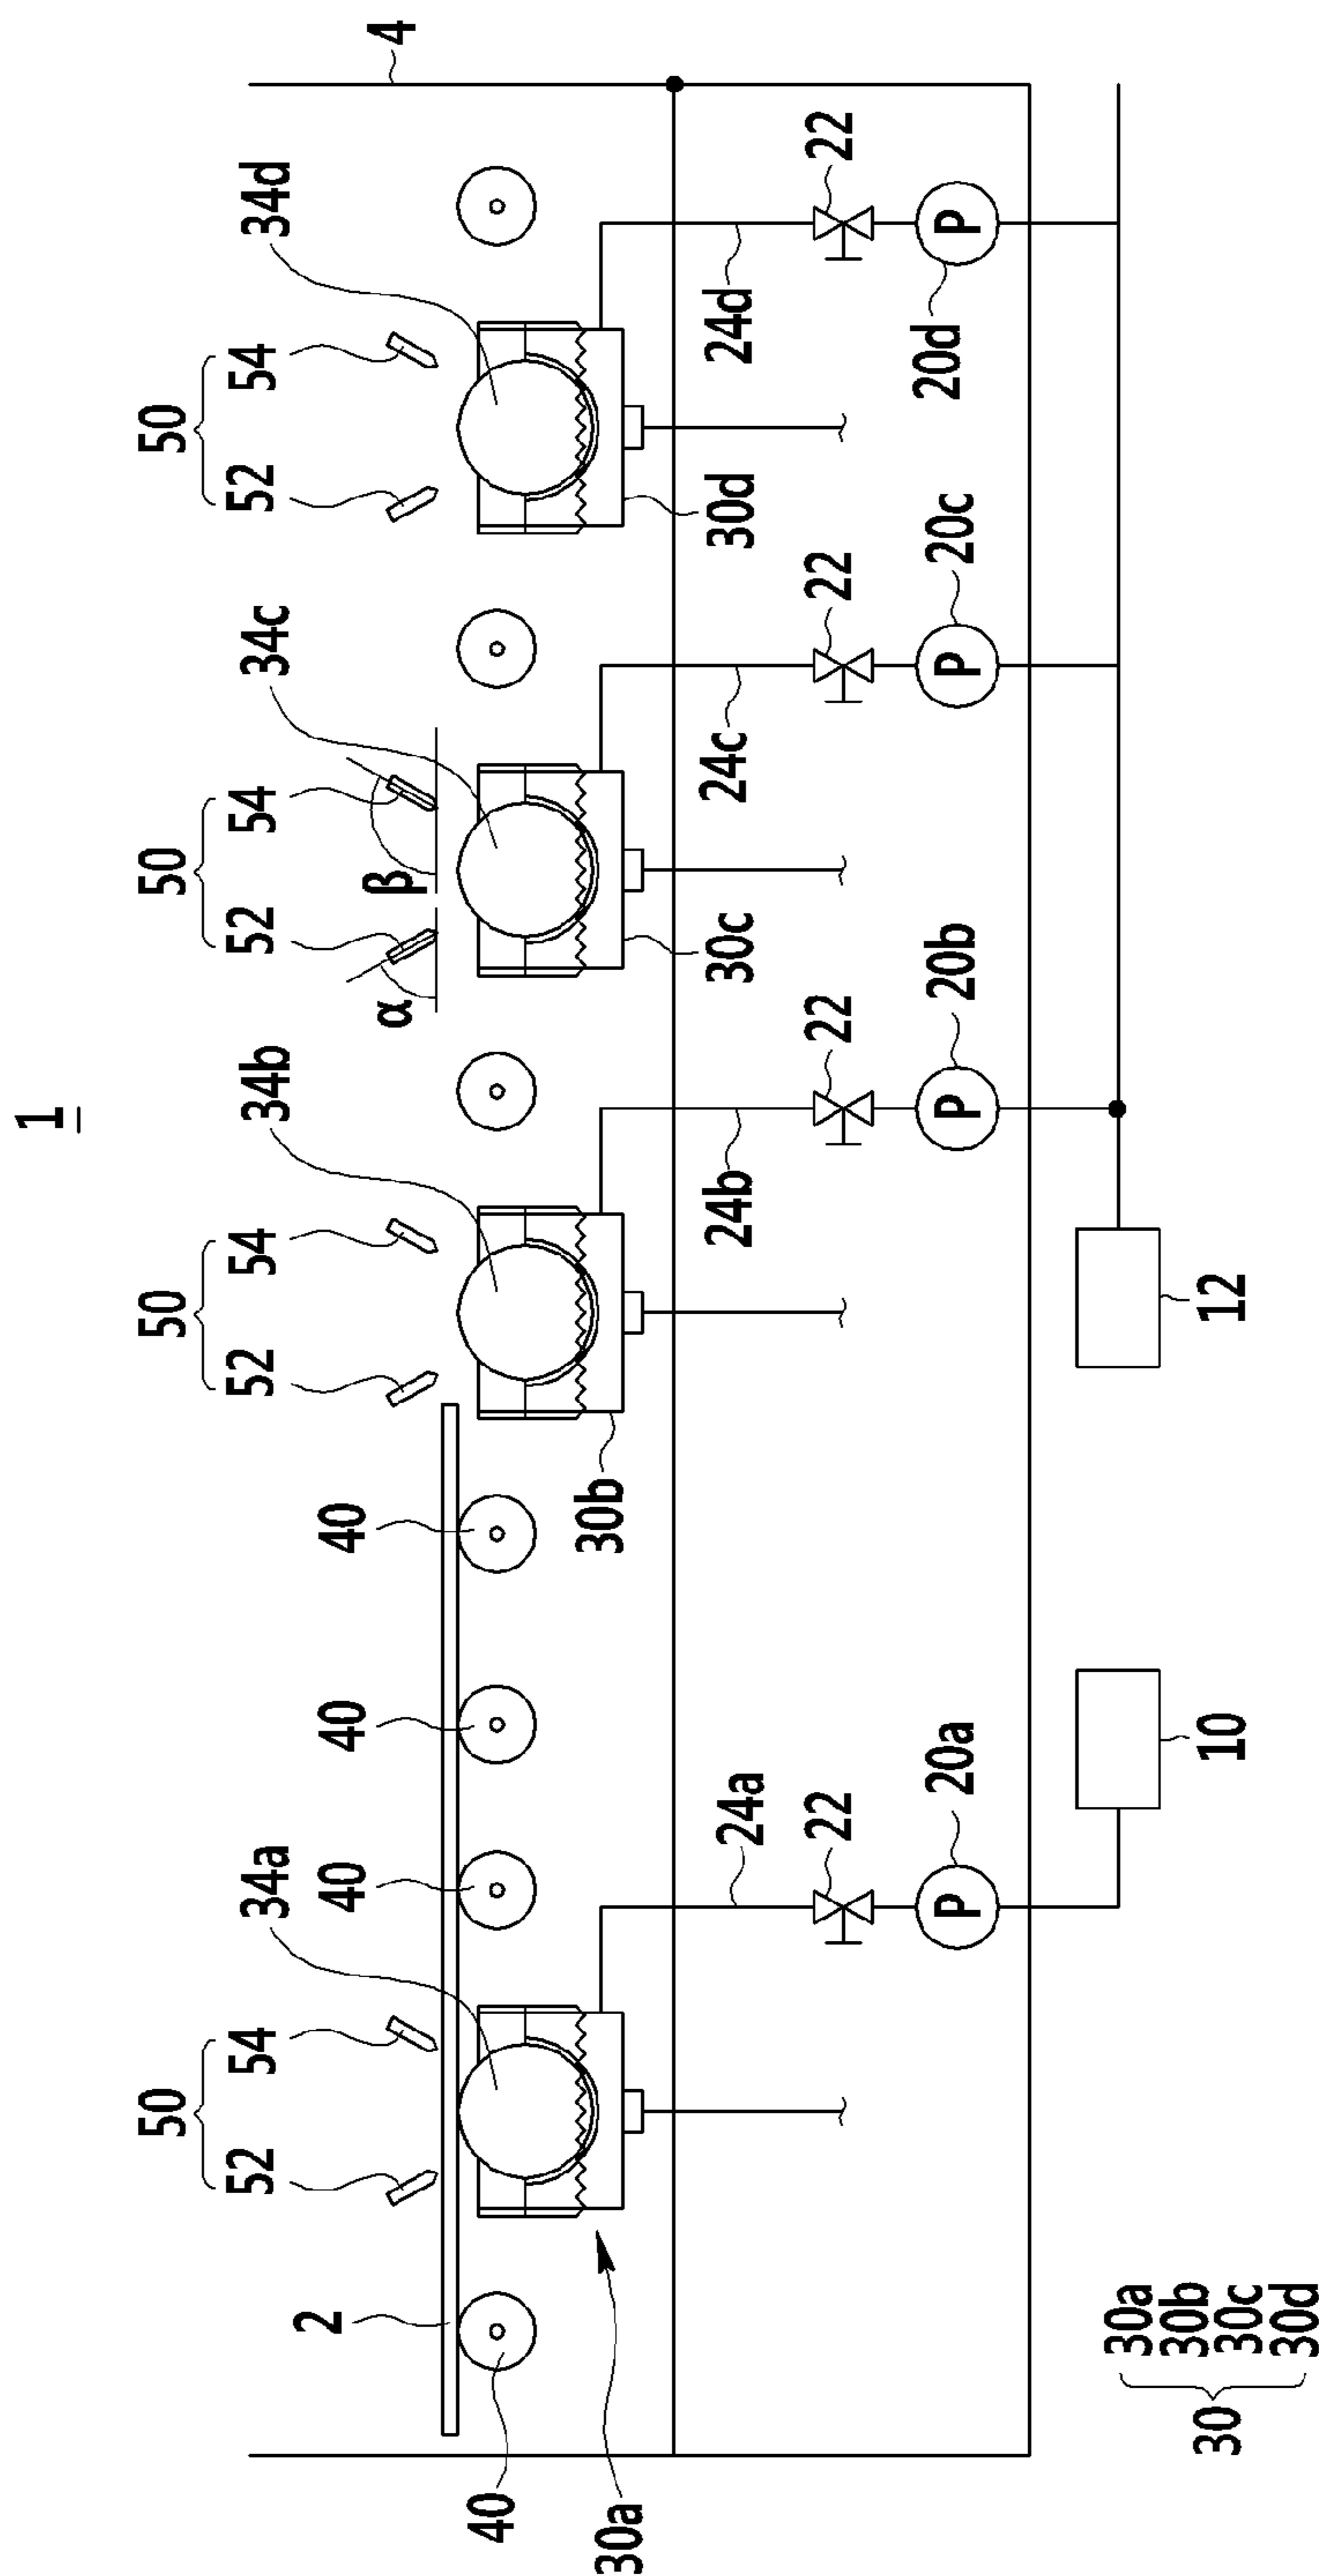 1
50 50 50 50
52 54 52 54 52 54 52 54
34a 34b 34c 34d
2 40 40 40 α β 4
40
30a 30b 30c 30d
24a 24b 24c 24d
22 22 22 22
20a 20b 20c 20d
P P P P
10 12
30 30a
30b
30c
30d